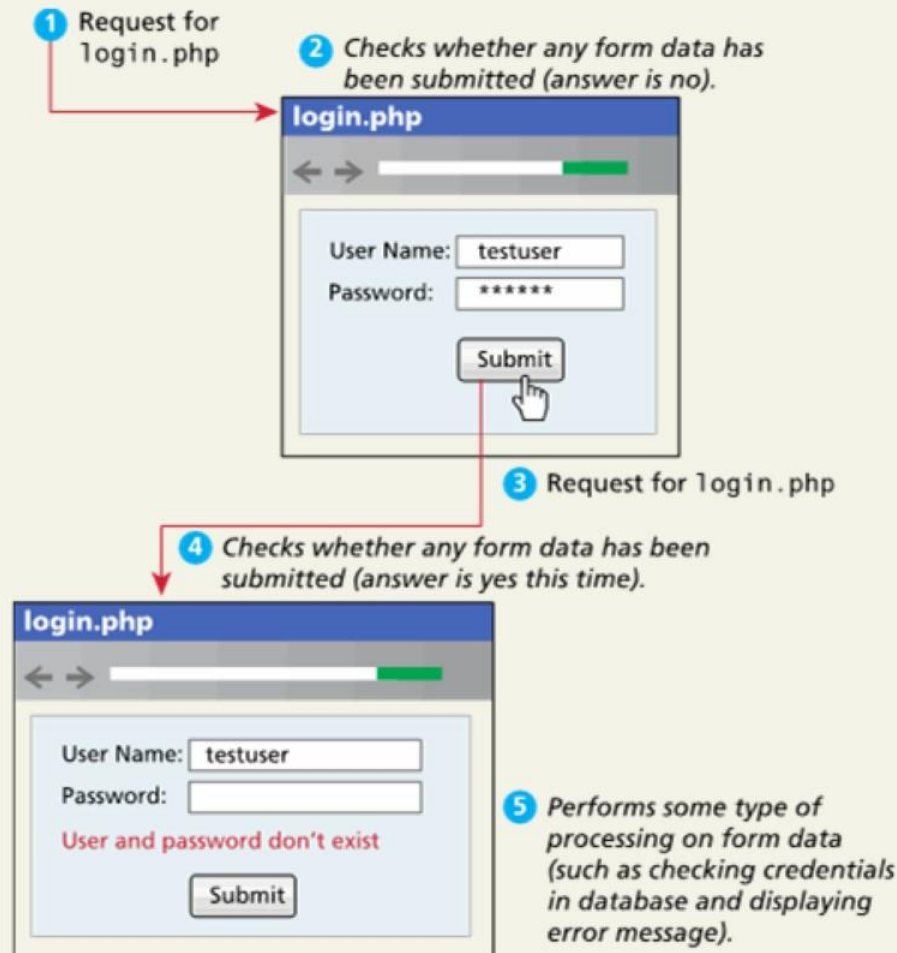 1 Request for
login.php
2 Checks whether any form data has
been submitted (answer is no).
login.php
User Name: testuser
Password: ******
Submit
3 Request for login.php
4 Checks whether any form data has been
submitted (answer is yes this time).
login.php
User Name: testuser
Password:
User and password don't exist
Submit
5 Performs some type of
processing on form data
(such as checking credentials
in database and displaying
error message).